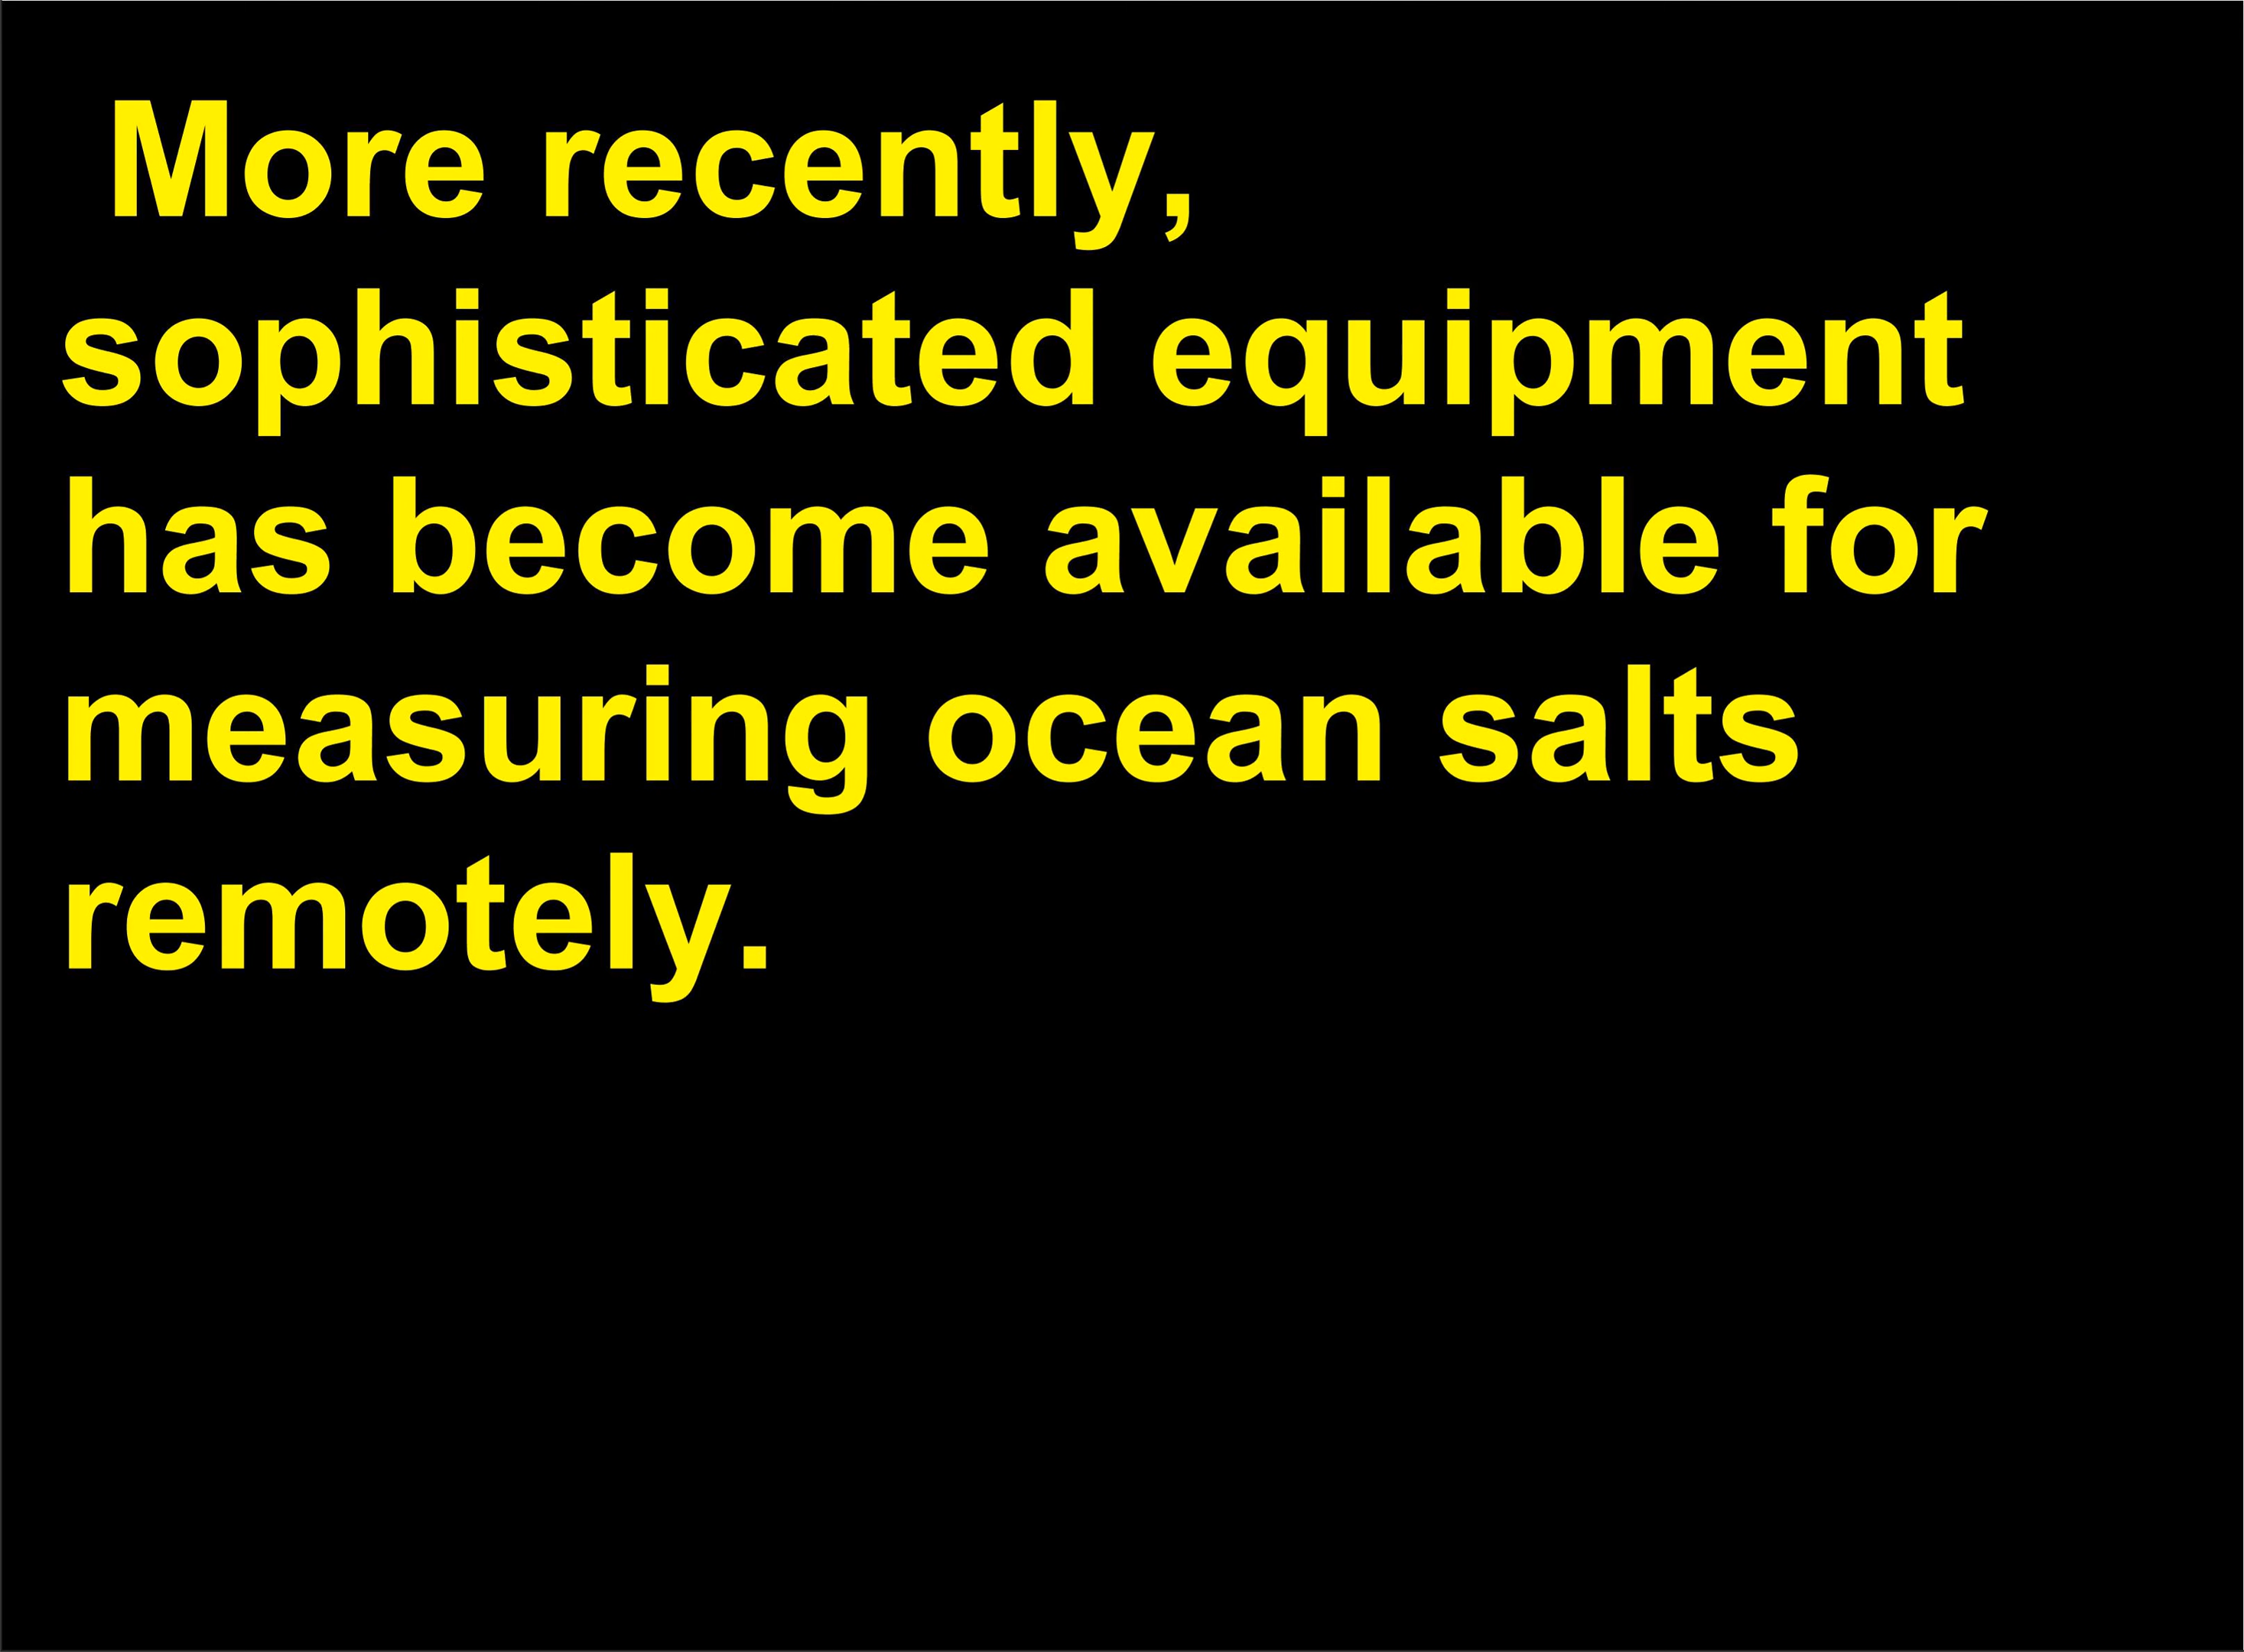 More recently,
sophisticated equipment
has become available for
measuring ocean salts
remotely.